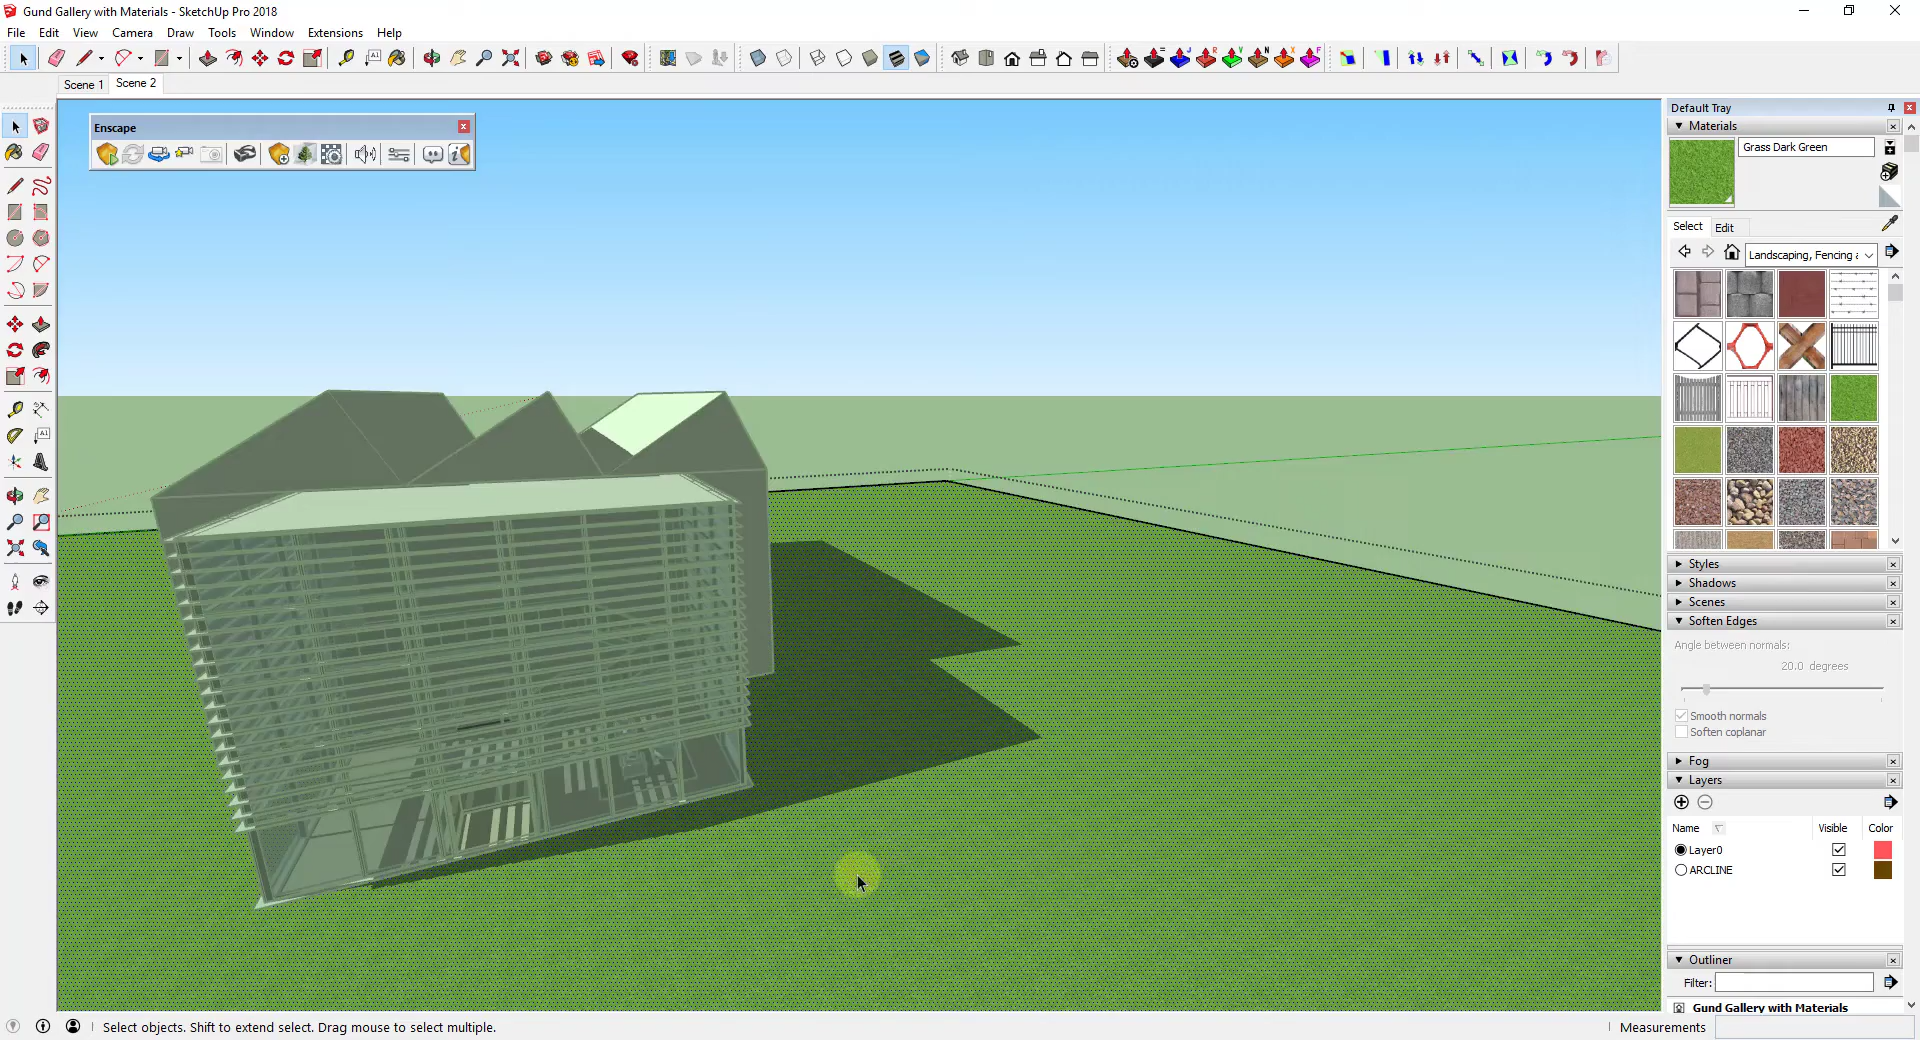 Gund Gallery with Materials - SketchUp Pro 2018
File Edit View Camera Draw Tools Window Extensions Help
Scene 1 Scene 2
Enscape
Default Tray
Materials
Grass Dark Green
Select Edit
Landscaping, Fencing a
Styles
Shadows
Scenes
Soften Edges
Angle between normals:
20.0 degrees
Smooth normals
Soften coplanar
Fog
Layers
Name Visible Color
Layer0
ARCLINE
Outliner
Filter:
Gund Gallery with Materials
Select objects. Shift to extend select. Drag mouse to select multiple.
Measurements